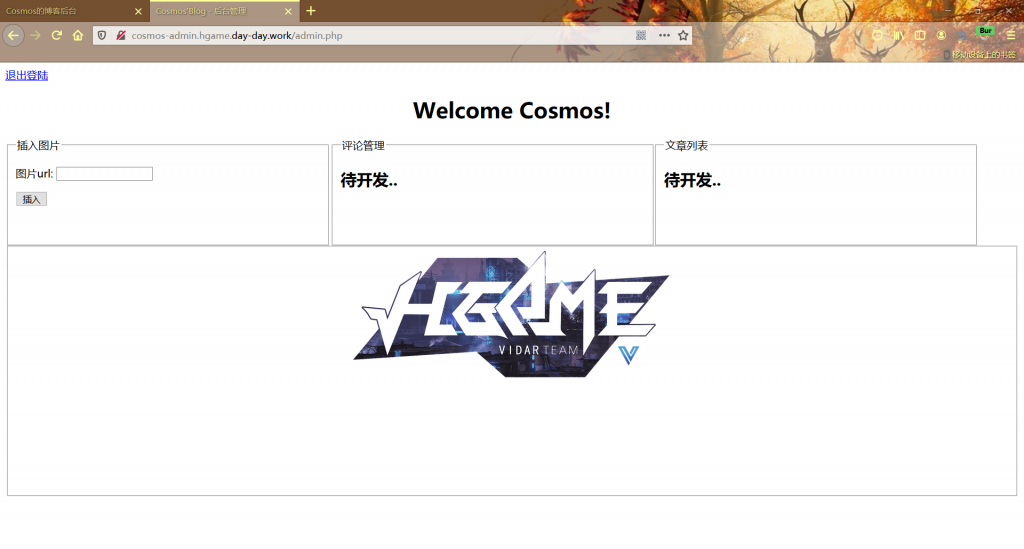 Cosmos的博客后台
Cosmos'Blog - 后台管理
cosmos-admin.hgame.day-day.work/admin.php
Bur
移动设备上的书签
退出登陆
Welcome Cosmos!
插入图片
评论管理
文章列表
图片url:
待开发..
待开发..
插入
HGAME
VIDAR TEAM